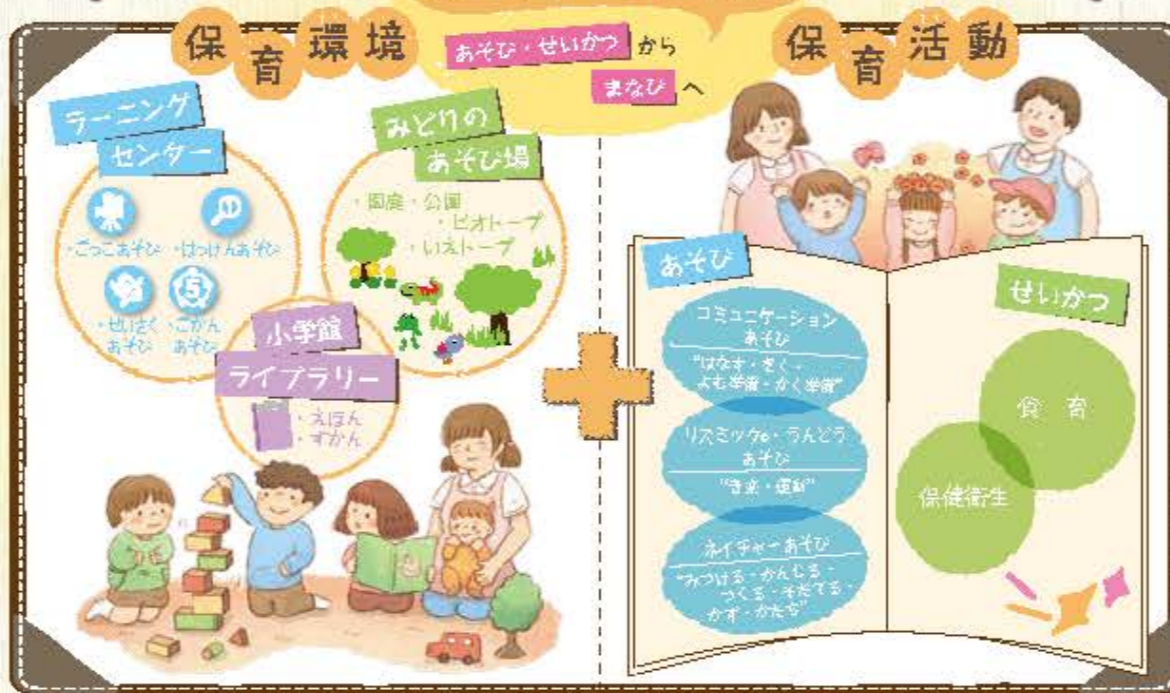 保育環境
あそび・せいかつ から
まなび へ
保育活動
ラーニング
センター
・ごっこあそび
・はっけんあそび
・せいさく
あそび
・ごかん
あそび
5
みどりの
あそび場
・園庭・公園
・ビオトープ
・いえトープ
小学館
ライブラリー
・えほん
・ずかん
あそび
コミュニケーション
あそび
"はなす・きく・
よむ準備・かく準備"
リズミック・うんどう
あそび
"音楽・運動"
ネイチャーあそび
"みつける・かんじる・
つくる・そだてる・
かず・かたち"
せいかつ
食育
保健衛生